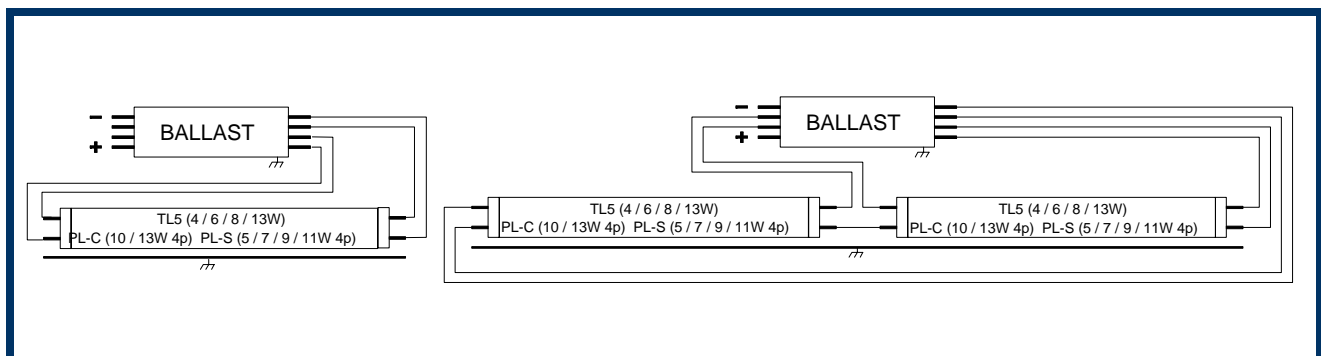 BALLAST
- 
+
TL5 (4 / 6 / 8 / 13W)
PL-C (10 / 13W 4p) PL-S (5 / 7 / 9 / 11W 4p)
BALLAST
-
+
TL5 (4 / 6 / 8 / 13W)
PL-C (10 / 13W 4p) PL-S (5 / 7 / 9 / 11W 4p)
TL5 (4 / 6 / 8 / 13W)
PL-C (10 / 13W 4p) PL-S (5 / 7 / 9 / 11W 4p)